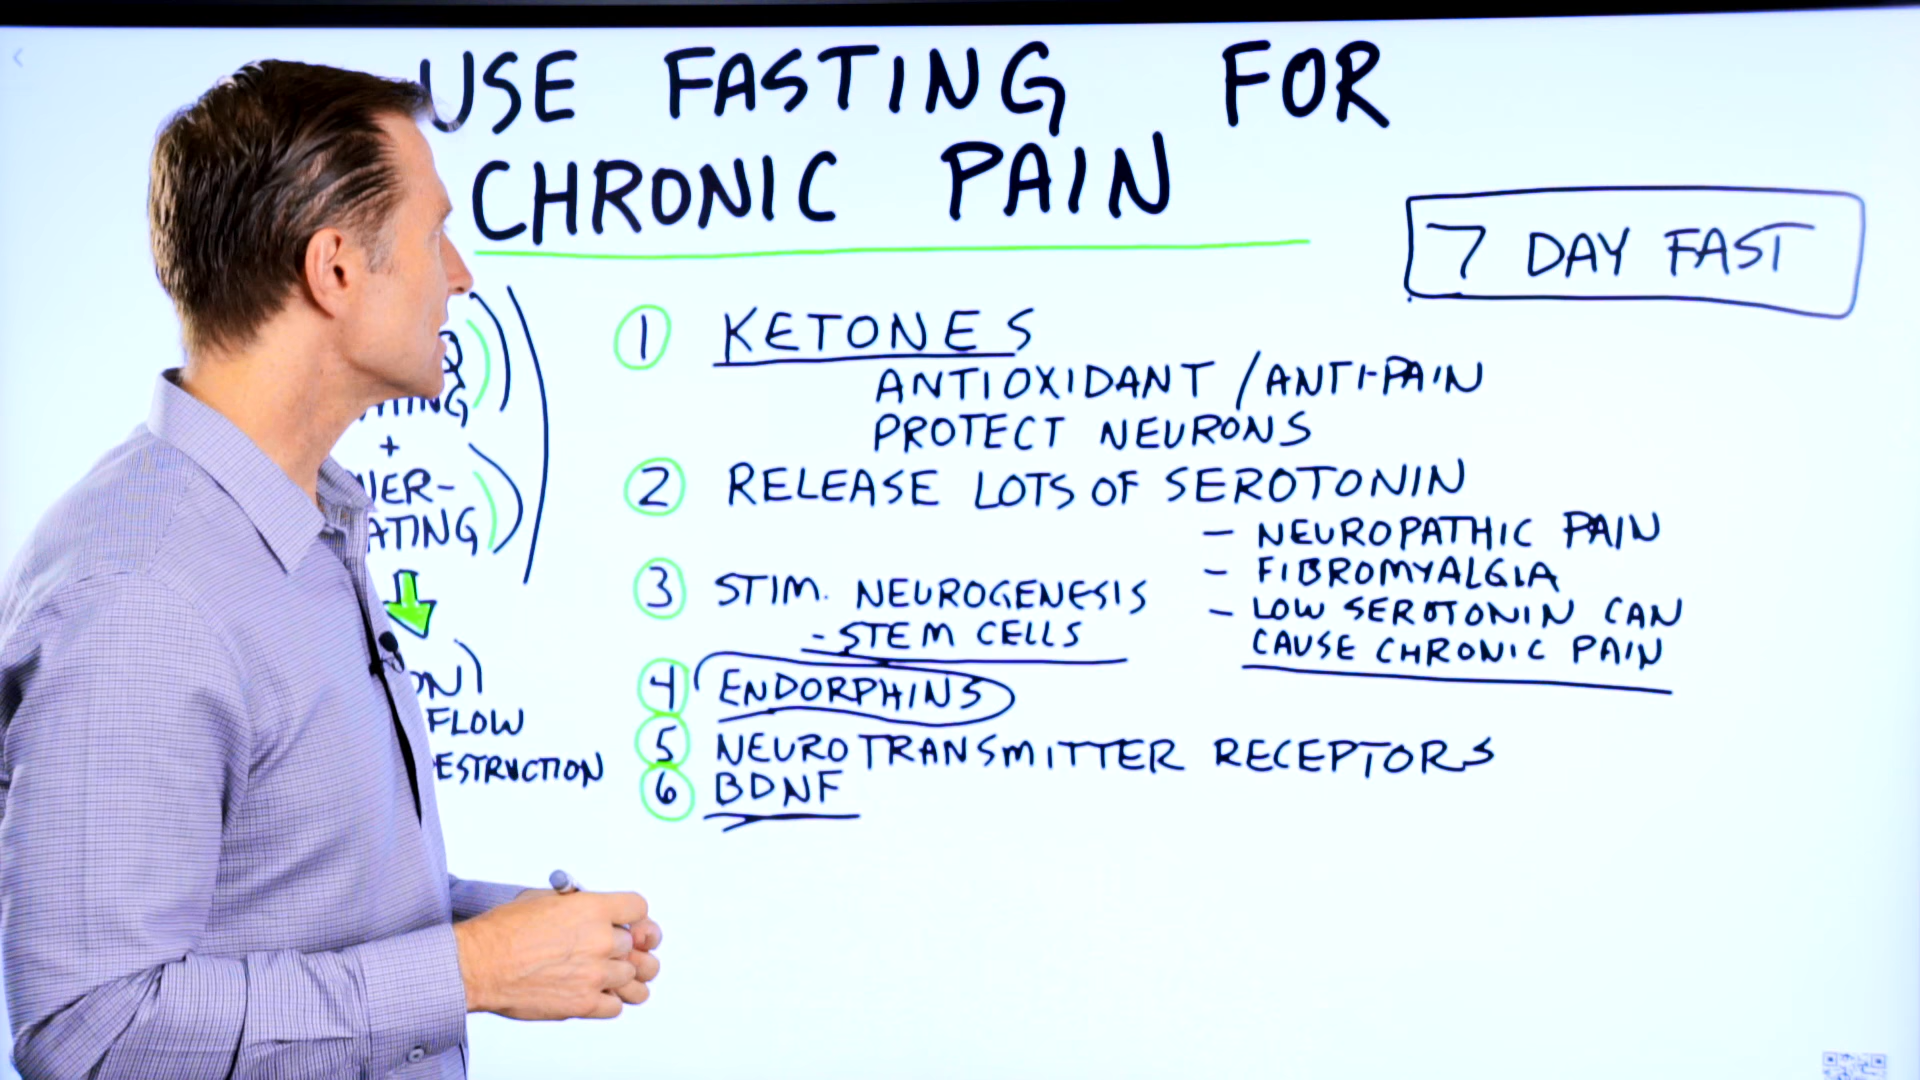 USE FASTING FOR
CHRONIC PAIN
7 DAY FAST
1 KETONES
ANTIOXIDANT / ANTI-PAIN
PROTECT NEURONS
2 RELEASE LOTS OF SEROTONIN
- NEUROPATHIC PAIN
- FIBROMYALGIA
- LOW SEROTONIN CAN
CAUSE CHRONIC PAIN
3 STIM. NEUROGENESIS
- STEM CELLS
4 ENDORPHINS
5 NEUROTRANSMITTER RECEPTORS
6 BDNF
+
FLOW